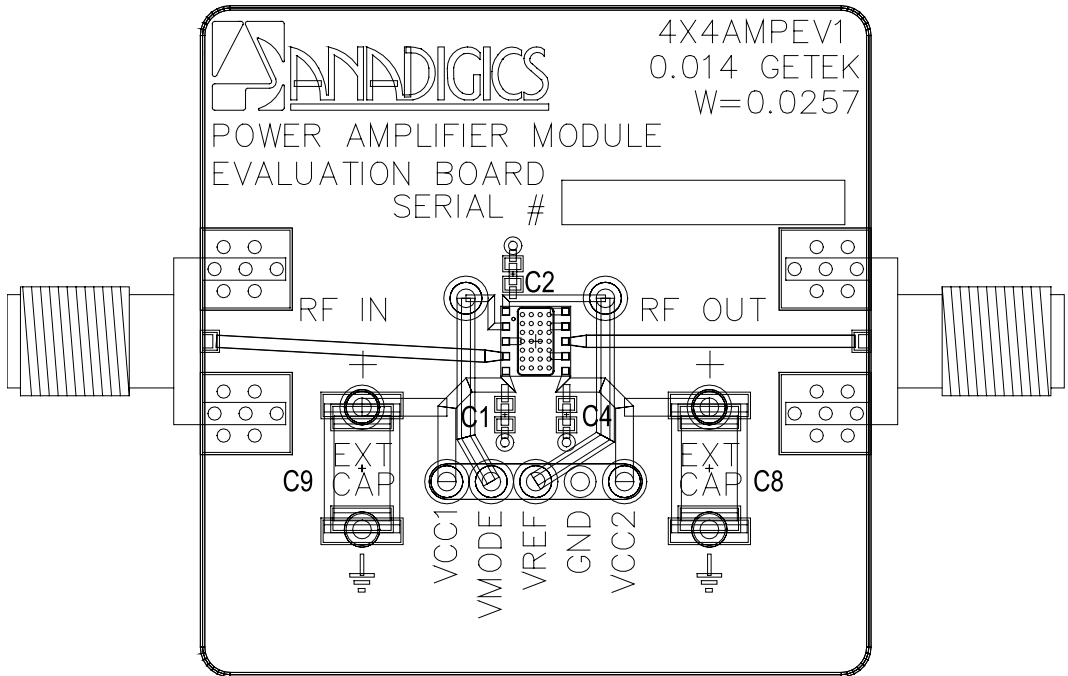 ANADIGICS
4X4AMPEV1
0.014 GETEK
W=0.0257
POWER AMPLIFIER MODULE
EVALUATION BOARD
SERIAL #
C2
RF IN
RF OUT
C1
C4
EXT
CAP
C9
EXT
CAP
C8
VCC1
VMODE
VREF
GND
VCC2